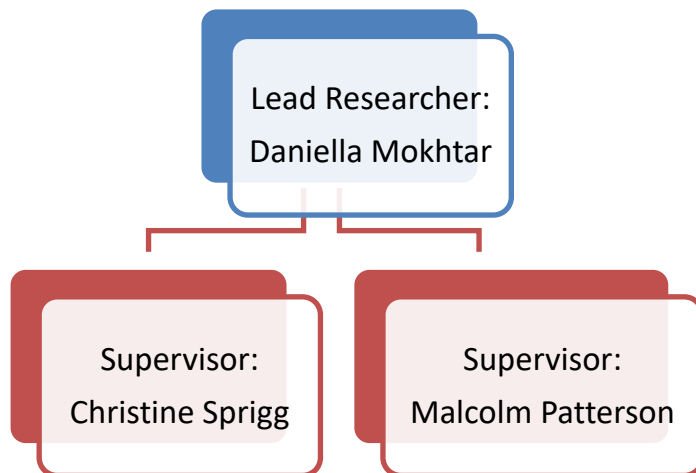 Lead Researcher:
Daniella Mokhtar
Supervisor:
Christine Sprigg
Supervisor:
Malcolm Patterson